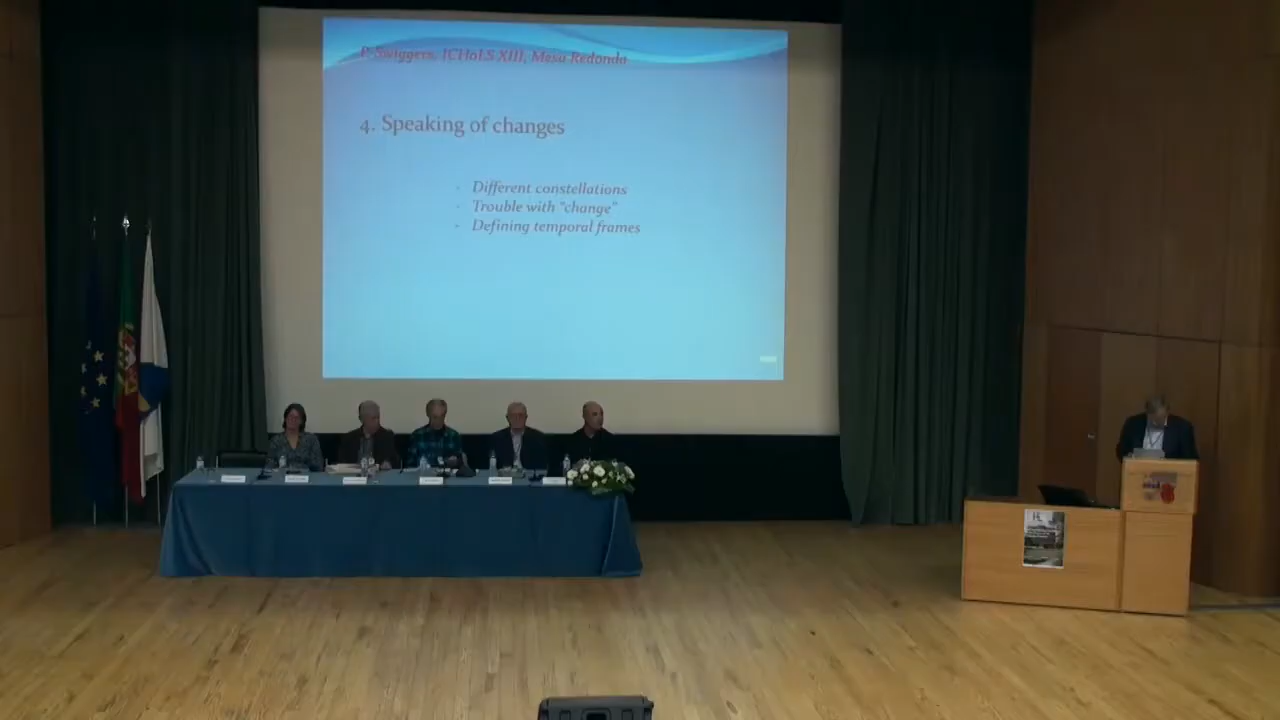 P. Swiggers, ICHoLS XIII, Mesa Redonda
4. Speaking of changes
- Different constellations
- Trouble with "change"
- Defining temporal frames